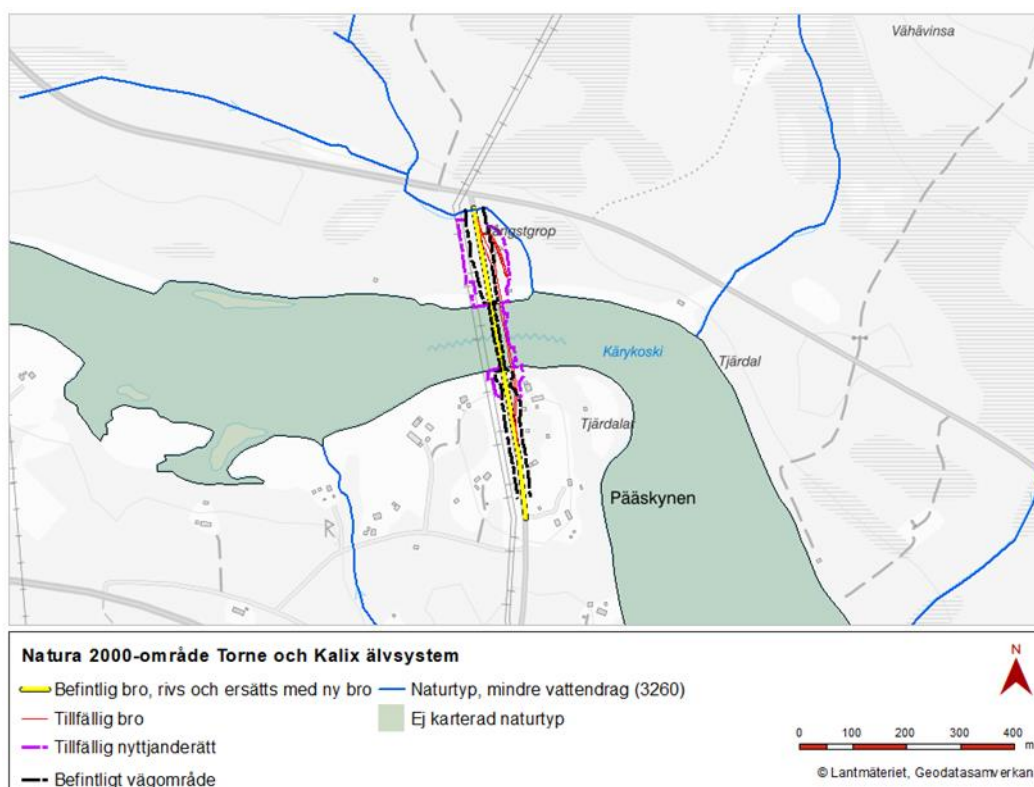 Vähävinsa
Kärykoski
Tjärdal
Tjärdalar
Pääskynen
Natura 2000-område Torne och Kalix älvsystem
Befintlig bro, rivs och ersätts med ny bro
Naturtyp, mindre vattendrag (3260)
Tillfällig bro
Ej karterad naturtyp
Tillfällig nyttjanderätt
Befintligt vägområde
N
0 100 200 300 400
m
© Lantmäteriet, Geodatasamverkan